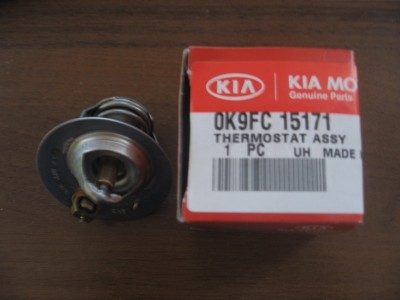 KIA
KIA MO
Genuine Parts
0K9FC 15171
THERMOSTAT ASSY
1 PC UH MADE